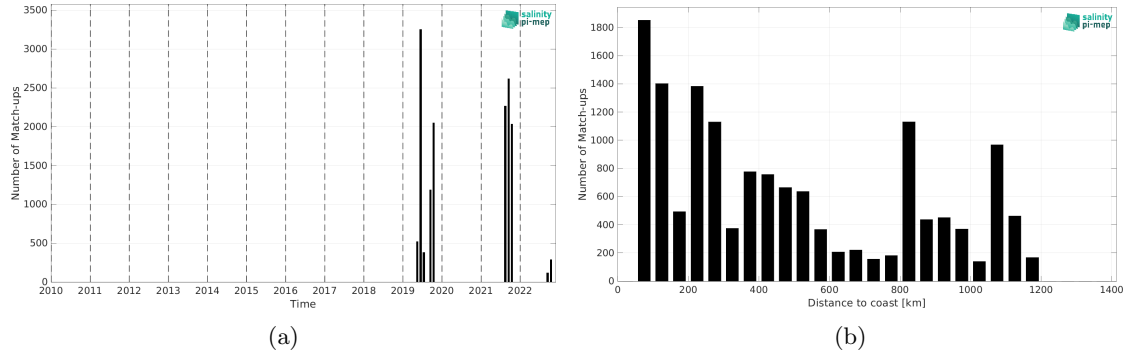 3500
3000
2500
2000
1500
1000
500
0
Number of Match-ups
2010 2011 2012 2013 2014 2015 2016 2017 2018 2019 2020 2021 2022
Time
salinity
pi-mep
(a)
1800
1600
1400
1200
1000
800
600
400
200
0
Number of Match-ups
0 200 400 600 800 1000 1200 1400
Distance to coast [km]
salinity
pi-mep
(b)